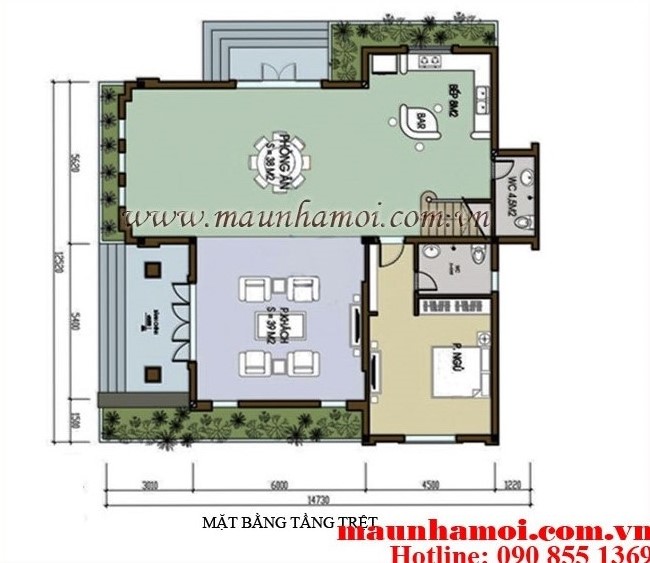 BẾP 8M2
BAR
PHÒNG ĂN
S = 38 M2
WC 4.5M2
www.maunhamoi.com.vn
WC
P.KHÁCH
S = 39 M2
P. NGỦ
5620
5400
1500
12520
3010
6000
4500
1220
14730
MẶT BẰNG TẦNG TRỆT
maunhamoi.com.vn
Hotline: 090 855 1369